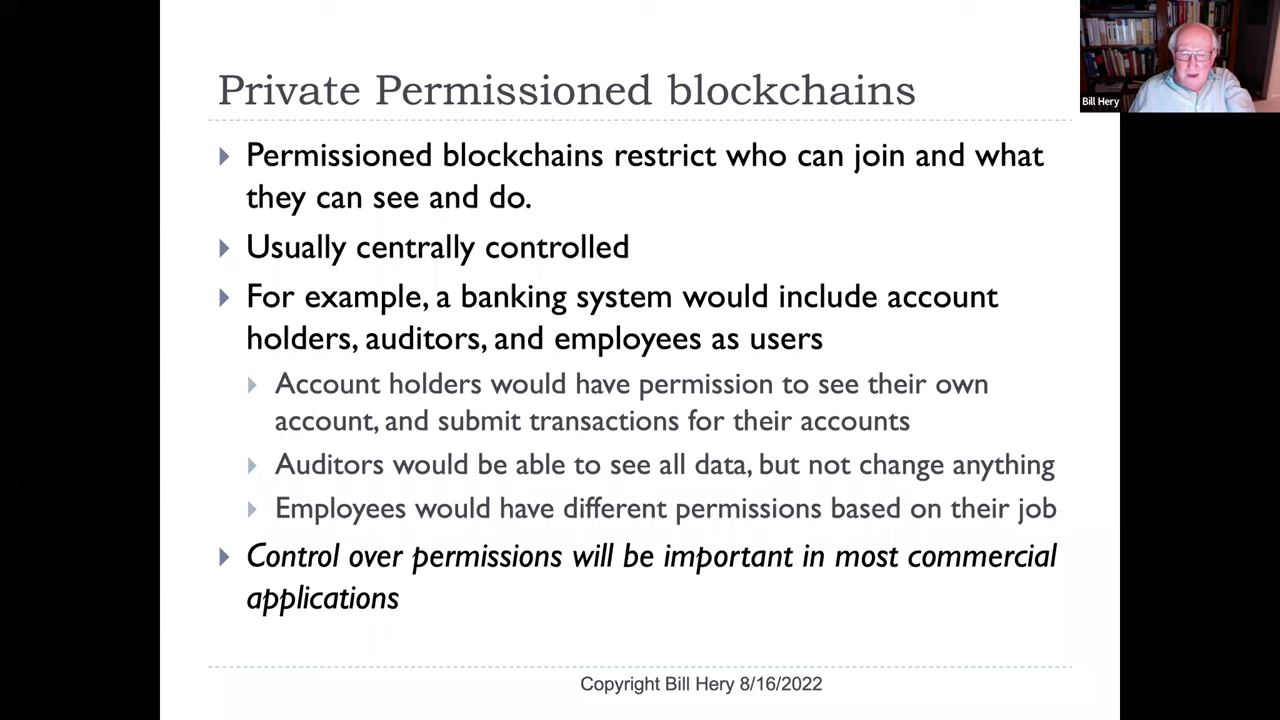 Private Permissioned blockchains
Permissioned blockchains restrict who can join and what
they can see and do.
Usually centrally controlled
For example, a banking system would include account
holders, auditors, and employees as users
Account holders would have permission to see their own
account, and submit transactions for their accounts
Auditors would be able to see all data, but not change anything
Employees would have different permissions based on their job
Control over permissions will be important in most commercial
applications
Copyright Bill Hery 8/16/2022
Bill Hery